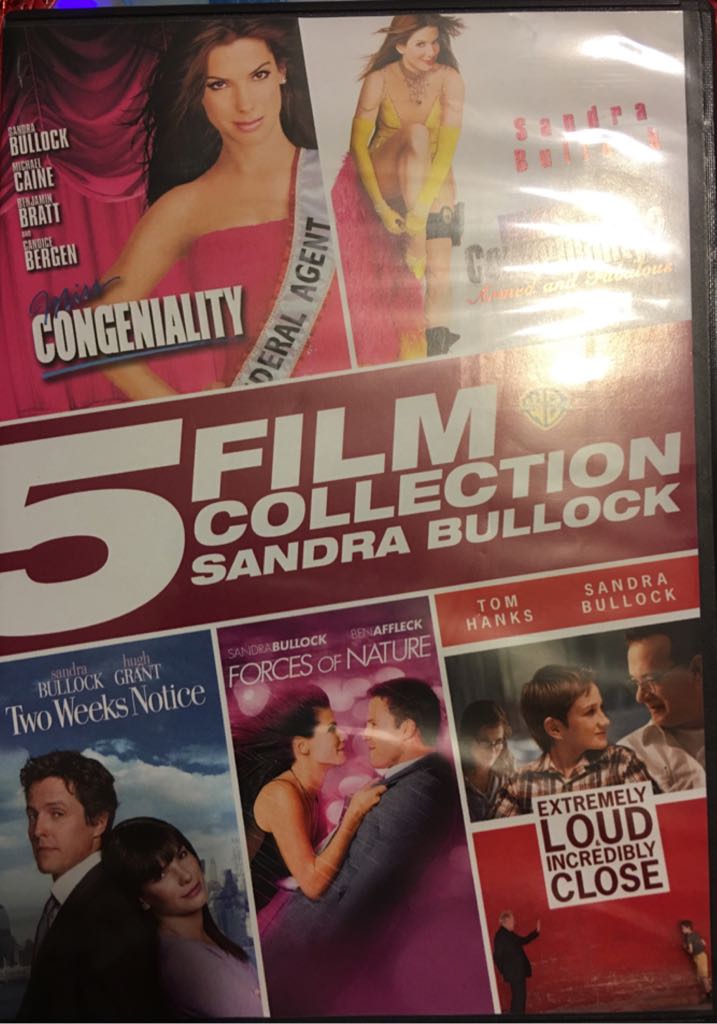 SANDRA
BULLOCK
MICHAEL
CAINE
BENJAMIN
BRATT
AND
CANDICE
BERGEN
Miss
CONGENIALITY
DERAL AGENT
Sandra
Armed and Fabulous
WB
5 FILM
COLLECTION
SANDRA BULLOCK
sandra
BULLOCK
hugh
GRANT
Two Weeks Notice
SANDRA BULLOCK BEN AFFLECK
FORCES OF NATURE
TOM
HANKS
SANDRA
BULLOCK
EXTREMELY
LOUD
&
INCREDIBLY
CLOSE